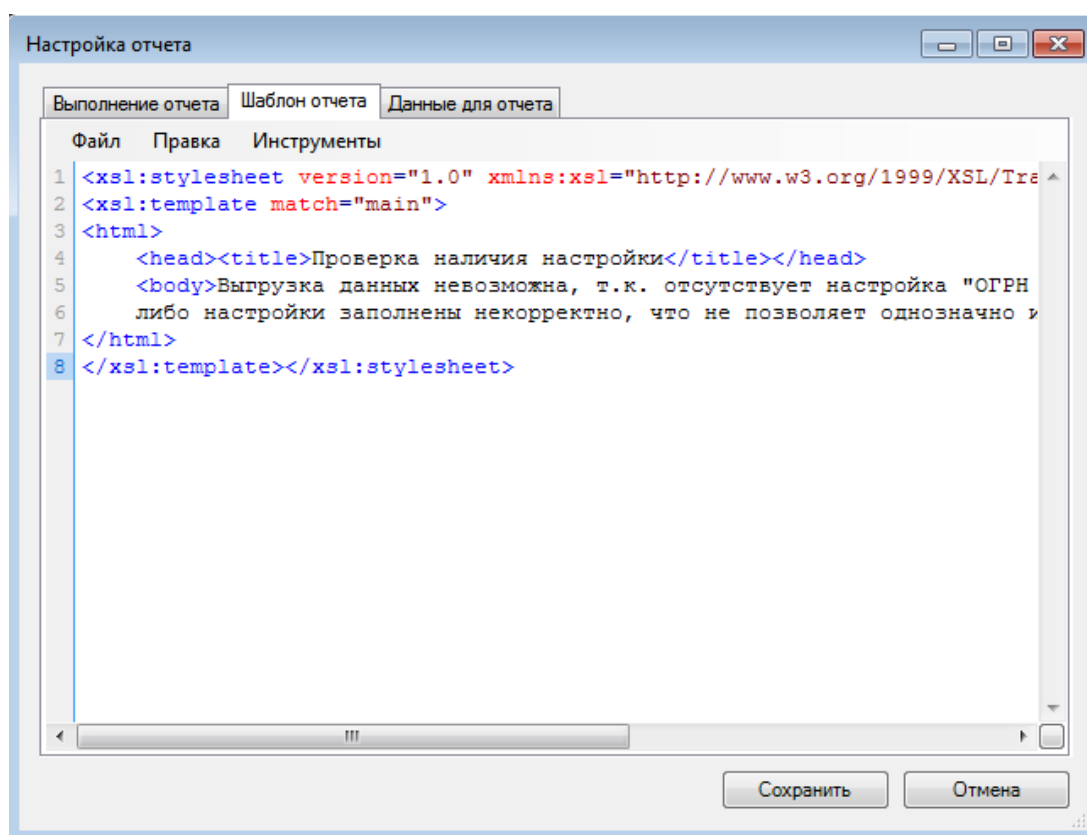 Настройка отчета
Выполнение отчета Шаблон отчета Данные для отчета
Файл Правка Инструменты
1 <xsl:stylesheet version="1.0" xmlns:xsl="http://www.w3.org/1999/XSL/Tra
2 <xsl:template match="main">
3 <html>
4 <head><title>Проверка наличия настройки</title></head>
5 <body>Выгрузка данных невозможна, т.к. отсутствует настройка "ОГРН
6 либо настройки заполнены некорректно, что не позволяет однозначно и
7 </html>
8 </xsl:template></xsl:stylesheet>
Сохранить Отмена